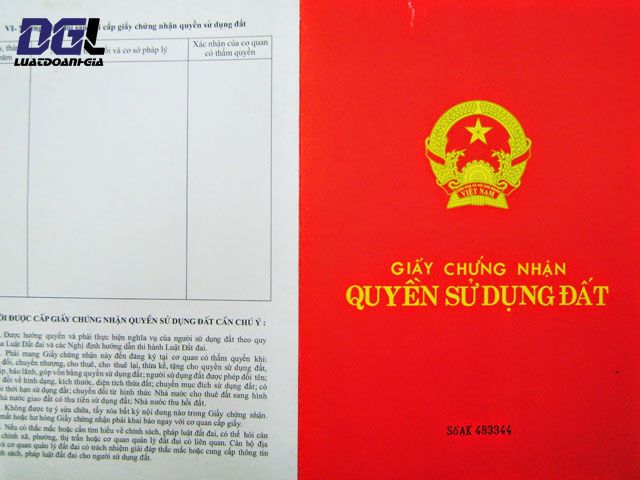 VI-
cấp giấy chứng nhận quyền sử dụng đất
DGL
LUATDOANHGIA
năm
và cơ sở pháp lý
Xác nhận của cơ quan
có thẩm quyền
ĐƯỢC CẤP GIẤY CHỨNG NHẬN QUYỀN SỬ DỤNG ĐẤT CẦN CHÚ Ý :
Được hưởng quyền và phải thực hiện nghĩa vụ của người sử dụng đất theo quy
Luật Đất đai và các Nghị định hướng dẫn thi hành Luật Đất đai.
Phải mang Giấy chứng nhận này đến đăng ký tại cơ quan có thẩm quyền khi:
đổi, chuyển nhượng, cho thuê, cho thuê lại, thừa kế, tặng cho quyền sử dụng đất,
bảo lãnh, góp vốn bằng quyền sử dụng đất; người sử dụng đất được phép đổi tên;
đổi về hình dạng, kích thước, diện tích thửa đất; chuyển mục đích sử dụng đất; có
thời hạn sử dụng đất; chuyển đổi từ hình thức Nhà nước cho thuê đất sang hình
nước giao đất có thu tiền sử dụng đất; Nhà nước thu hồi đất.
Không được tự ý sửa chữa, tẩy xóa bất kỳ nội dung nào trong Giấy chứng nhận.
mất hoặc hư hỏng Giấy chứng nhận phải khai báo ngay với cơ quan cấp giấy.
Nếu có thắc mắc hoặc cần tìm hiểu về chính sách, pháp luật đất đai, có thể hỏi cán
chính xã, phường, thị trấn hoặc cơ quan quản lý đất đai có liên quan. Cán bộ địa
cơ quan quản lý đất đai có trách nhiệm giải đáp thắc mắc hoặc cung cấp thông tin
sách, pháp luật đất đai cho người sử dụng đất.
VIỆT NAM
GIẤY CHỨNG NHẬN
QUYỀN SỬ DỤNG ĐẤT
Số AK 483344